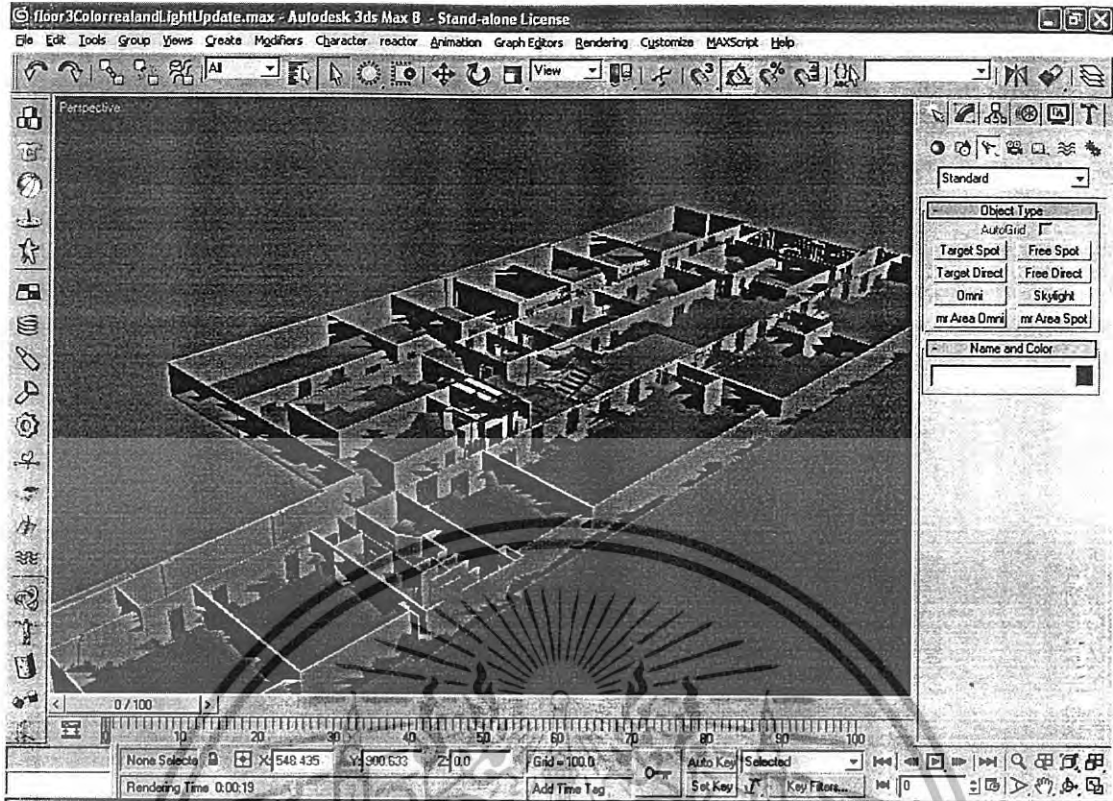 floor3ColorrealandLightUpdate.max - Autodesk 3ds Max 8 - Stand-alone License
File Edit Tools Group Views Create Modifiers Character reactor Animation Graph Editors Rendering Customize MAXScript Help
All View
Perspective
Standard
- Object Type
AutoGrid
Target Spot Free Spot
Target Direct Free Direct
Omni Skylight
mr Area Omni mr Area Spot
- Name and Color
< 0 / 100 >
0 10 20 30 40 50 60 70 80 90 100
None Selecte X: 548.435 Y: 900.633 Z: 0.0 Grid = 100.0 Auto Key Selected
Rendering Time 0:00:19 Add Time Tag Set Key Key Filters... 0